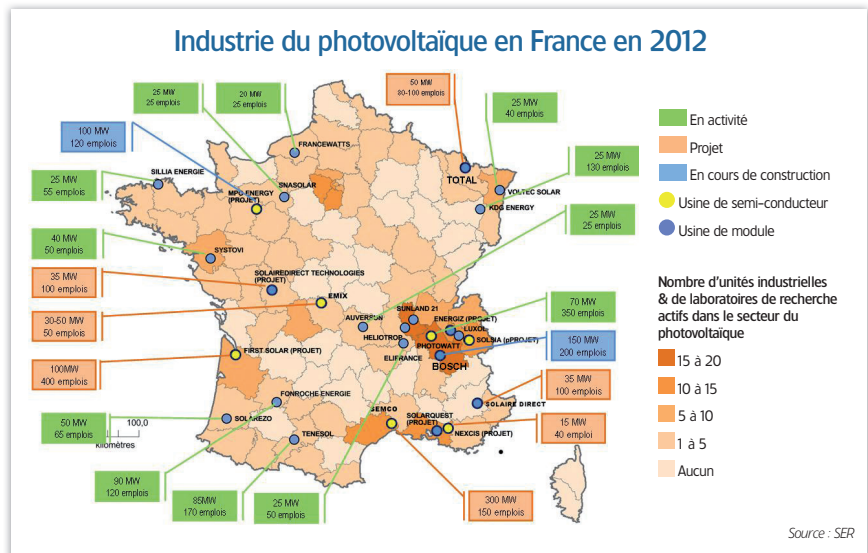 Industrie du photovoltaïque en France en 2012
25 MW
25 emplois
20 MW
25 emplois
50 MW
80-100 emplois
25 MW
40 emplois
100 MW
120 emplois
25 MW
130 emplois
25 MW
55 emplois
25 MW
25 emplois
40 MW
50 emplois
35 MW
100 emplois
70 MW
350 emplois
30-50 MW
50 emplois
150 MW
200 emplois
100MW
400 emplois
35 MW
100 emplois
50 MW
65 emplois
15 MW
40 emploi
90 MW
120 emplois
85MW
170 emplois
25 MW
50 emplois
300 MW
150 emplois
FRANCEWATTS
SILLIA ENERGIE
MPO ENERGY
(PROJET)
SNASOLAR
TOTAL
VOLTEC SOLAR
KDG ENERGY
SYSTOVI
SOLAIREDIRECT TECHNOLOGIES
(PROJET)
EMIX
AUVERSUN
SUNLAND 21
ENERGIZ (PROJET)
LUXOL
HELIOTROP
PHOTOWATT
SOLSIA (pPROJET)
ELIFRANCE
BOSCH
FIRST SOLAR (PROJET)
FONROCHE ENERGIE
SOLAREZO
TENESOL
SEMCO
SOLARQUEST
(PROJET)
NEXCIS (PROJET)
SOLAIRE DIRECT
100,0
kilomètres
En activité
Projet
En cours de construction
Usine de semi-conducteur
Usine de module
Nombre d'unités industrielles
& de laboratoires de recherche
actifs dans le secteur du
photovoltaïque
15 à 20
10 à 15
5 à 10
1 à 5
Aucun
Source : SER